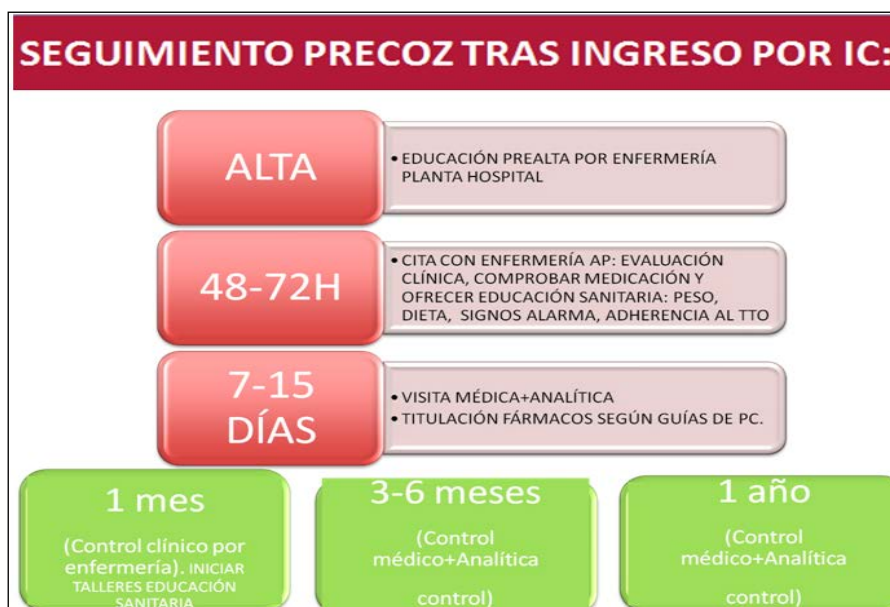 SEGUIMIENTO PRECOZ TRAS INGRESO POR IC:
ALTA
• EDUCACIÓN PREALTA POR ENFERMERÍA
PLANTA HOSPITAL
48-72H
• CITA CON ENFERMERÍA AP: EVALUACIÓN
CLÍNICA, COMPROBAR MEDICACIÓN Y
OFRECER EDUCACIÓN SANITARIA: PESO,
DIETA, SIGNOS ALARMA, ADHERENCIA AL TTO
7-15
DÍAS
• VISITA MÉDICA+ANALÍTICA
• TITULACIÓN FÁRMACOS SEGÚN GUÍAS DE PC.
1 mes
(Control clínico por
enfermería). INICIAR
TALLERES EDUCACIÓN
SANITARIA
3-6 meses
(Control
médico+Analítica
control)
1 año
(Control
médico+Analítica
control)